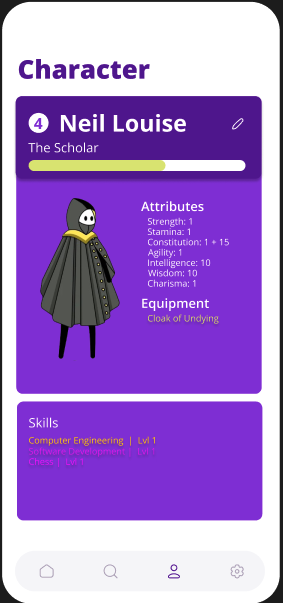 Character
4 Neil Louise
The Scholar
Attributes
Strength: 1
Stamina: 1
Constitution: 1 + 15
Agility: 1
Intelligence: 10
Wisdom: 10
Charisma: 1
Equipment
Cloak of Undying
Skills
Computer Engineering | Lvl 1
Software Development | Lvl 1
Chess | Lvl 1